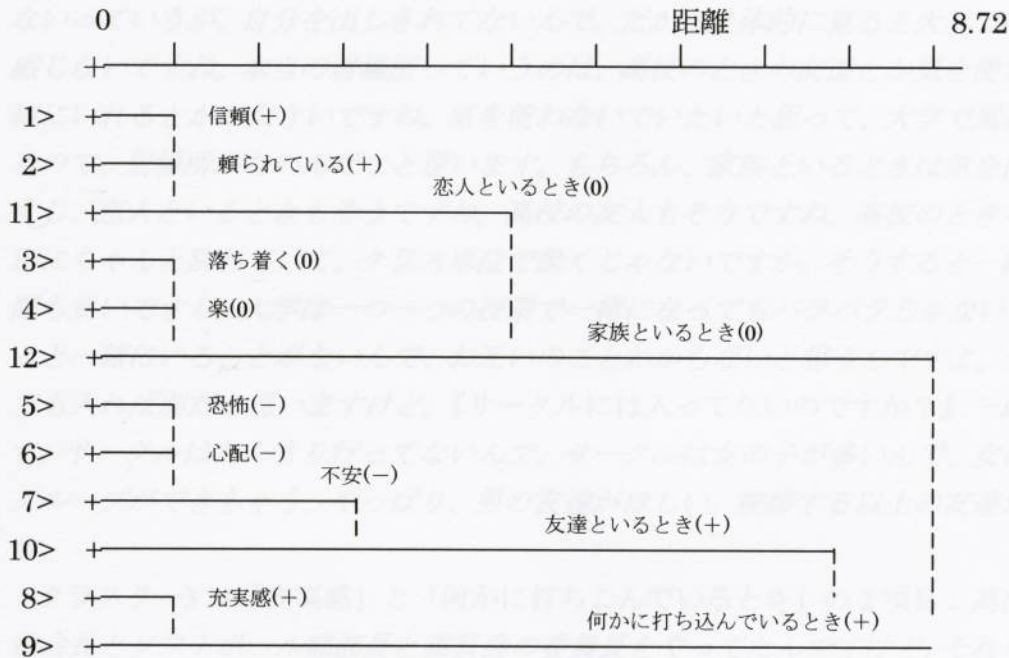 0 距離 8.72
1> 信頼(+)
2> 頼られている(+)
恋人といるとき(0)
11>
3> 落ち着く(0)
4> 楽(0)
家族といるとき(0)
12>
5> 恐怖(−)
6> 心配(−)
不安(−)
7>
友達といるとき(+)
10>
8> 充実感(+)
何かに打ち込んでいるとき(+)
9>